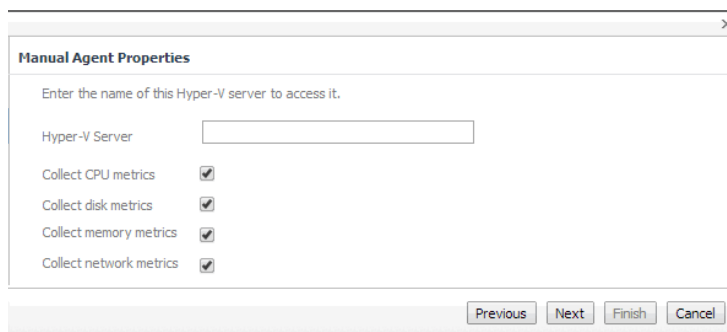 Manual Agent Properties
Enter the name of this Hyper-V server to access it.
Hyper-V Server
Collect CPU metrics
Collect disk metrics
Collect memory metrics
Collect network metrics
Previous Next Finish Cancel